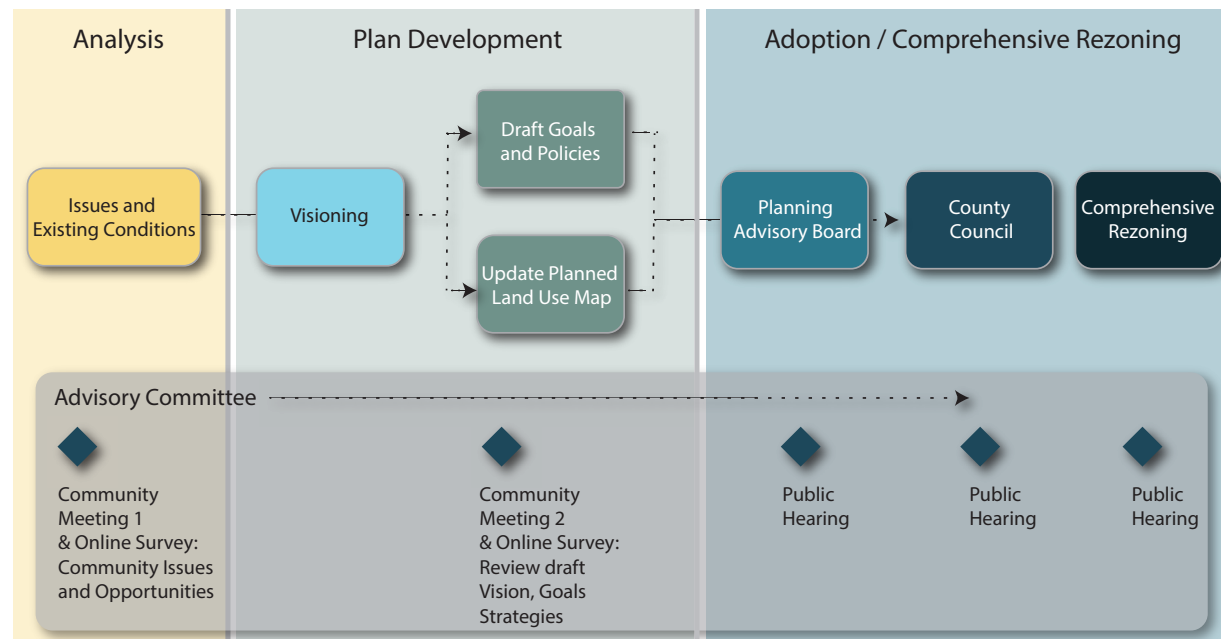 Analysis
Plan Development
Adoption / Comprehensive Rezoning
Issues and
Existing Conditions
Visioning
Draft Goals
and Policies
Update Planned
Land Use Map
Planning
Advisory Board
County
Council
Comprehensive
Rezoning
Advisory Committee
Community
Meeting 1
& Online Survey:
Community Issues
and Opportunities
Community
Meeting 2
& Online Survey:
Review draft
Vision, Goals
Strategies
Public
Hearing
Public
Hearing
Public
Hearing